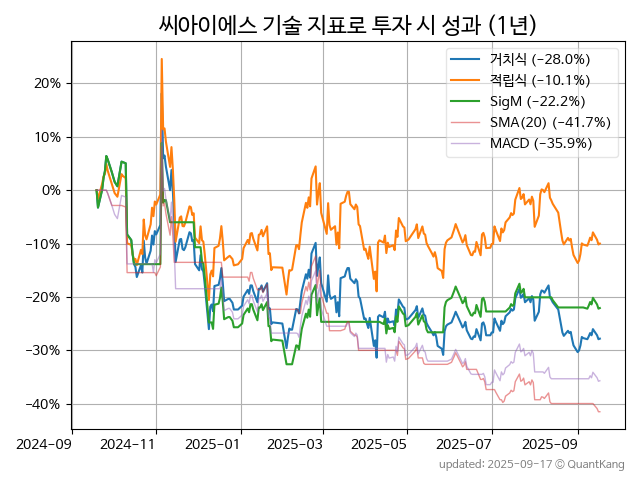 씨아이에스 기술 지표로 투자 시 성과 (1년)
거치식 (−28.0%)
적립식 (−10.1%)
SigM (−22.2%)
SMA(20) (−41.7%)
MACD (−35.9%)
20%
10%
0%
−10%
−20%
−30%
−40%
2024-09 2024-11 2025-01 2025-03 2025-05 2025-07 2025-09
updated: 2025-09-17 © QuantKang